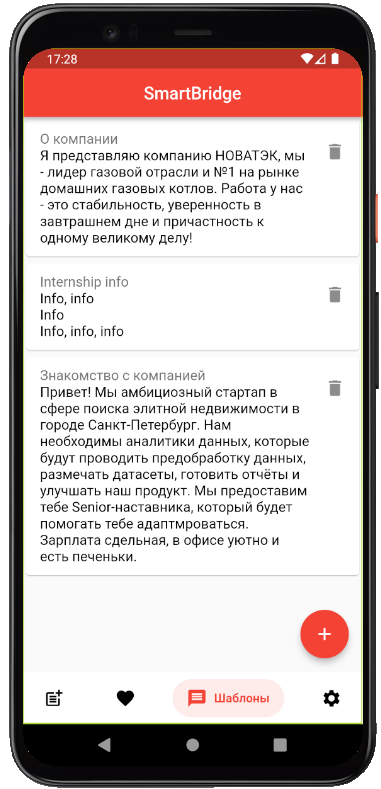 17:28
SmartBridge
О компании
Я представляю компанию НОВАТЭК, мы
- лидер газовой отрасли и №1 на рынке
домашних газовых котлов. Работа у нас
- это стабильность, уверенность в
завтрашнем дне и причастность к
одному великому делу!
Internship info
Info, info
Info
Info, info, info
Знакомство с компанией
Привет! Мы амбициозный стартап в
сфере поиска элитной недвижимости в
городе Санкт-Петербург. Нам
необходимы аналитики данных, которые
будут проводить предобработку данных,
размечать датасеты, готовить отчёты и
улучшать наш продукт. Мы предоставим
тебе Senior-наставника, который будет
помогать тебе адаптмроваться.
Зарплата сдельная, в офисе уютно и
есть печеньки.
Шаблоны